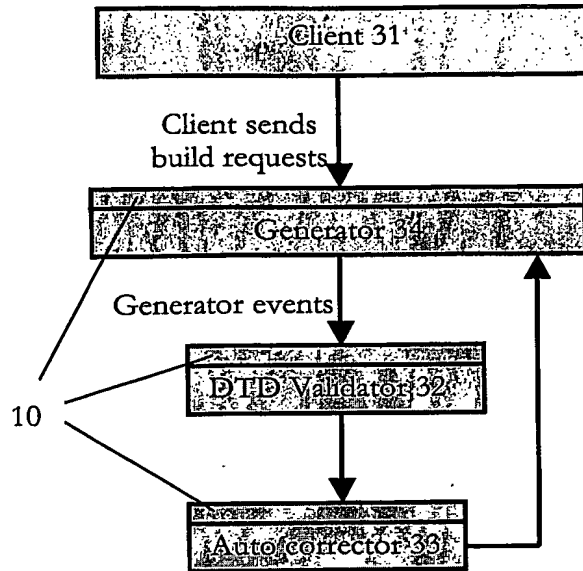 Client 31
Client sends
build requests
Generator 34
Generator events
DTD Validator 32
10
Auto corrector 33